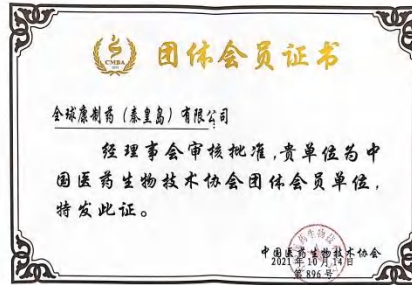 CMBA
团体会员证书
全球康制药（秦皇岛）有限公司
经理事会审核批准，贵单位为中
国医药生物技术协会团体会员单位，
特发此证。
中国医药生物技术协会
2021年10月14日
第896号